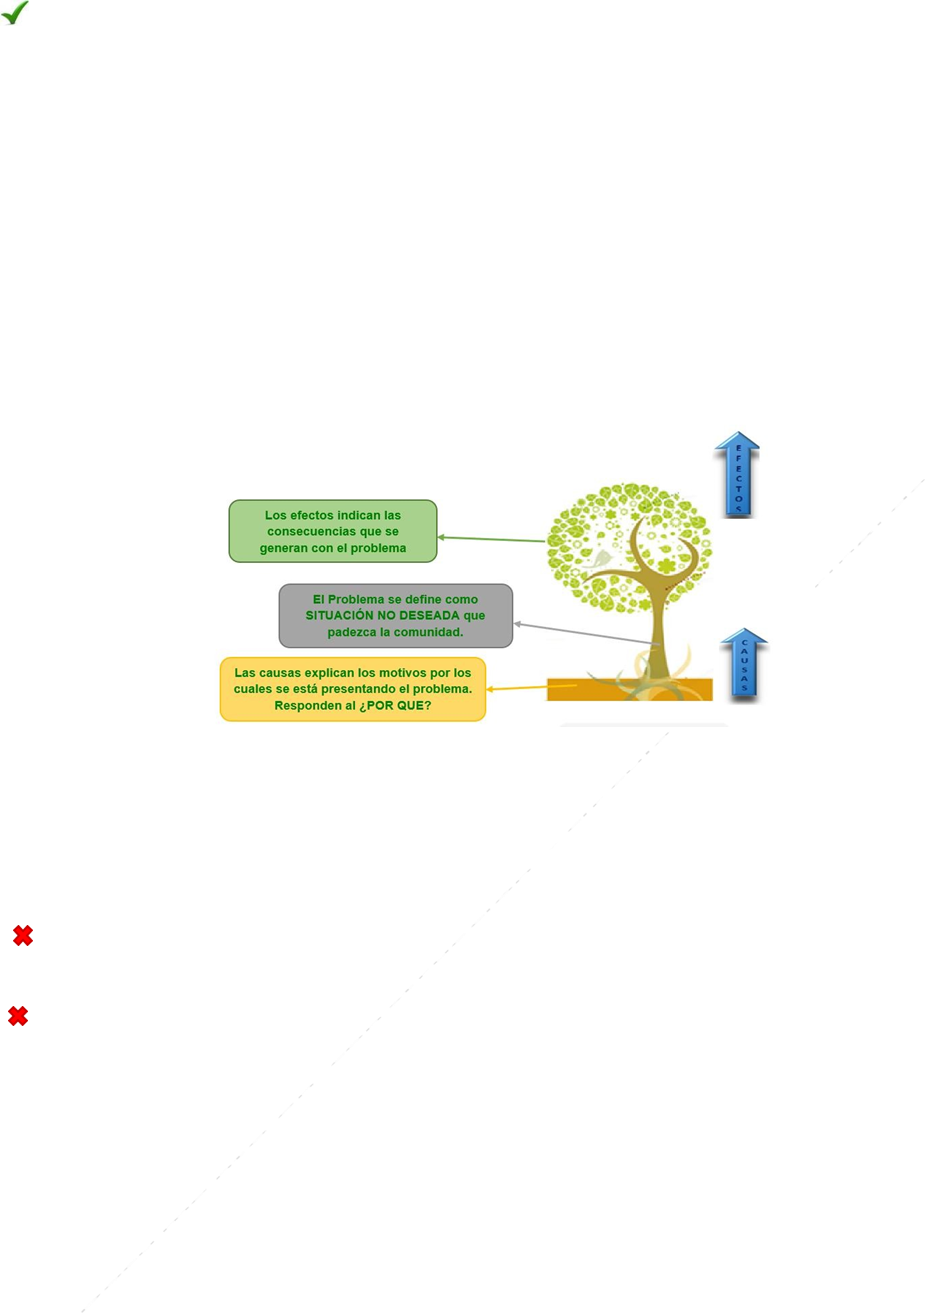 EFECTOS
Los efectos indican las
consecuencias que se
generan con el problema
El Problema se define como
SITUACIÓN NO DESEADA que
padezca la comunidad.
CAUSAS
Las causa explican los motivos por los
cuales se está presentando el problema.
Responden al ¿POR QUE?